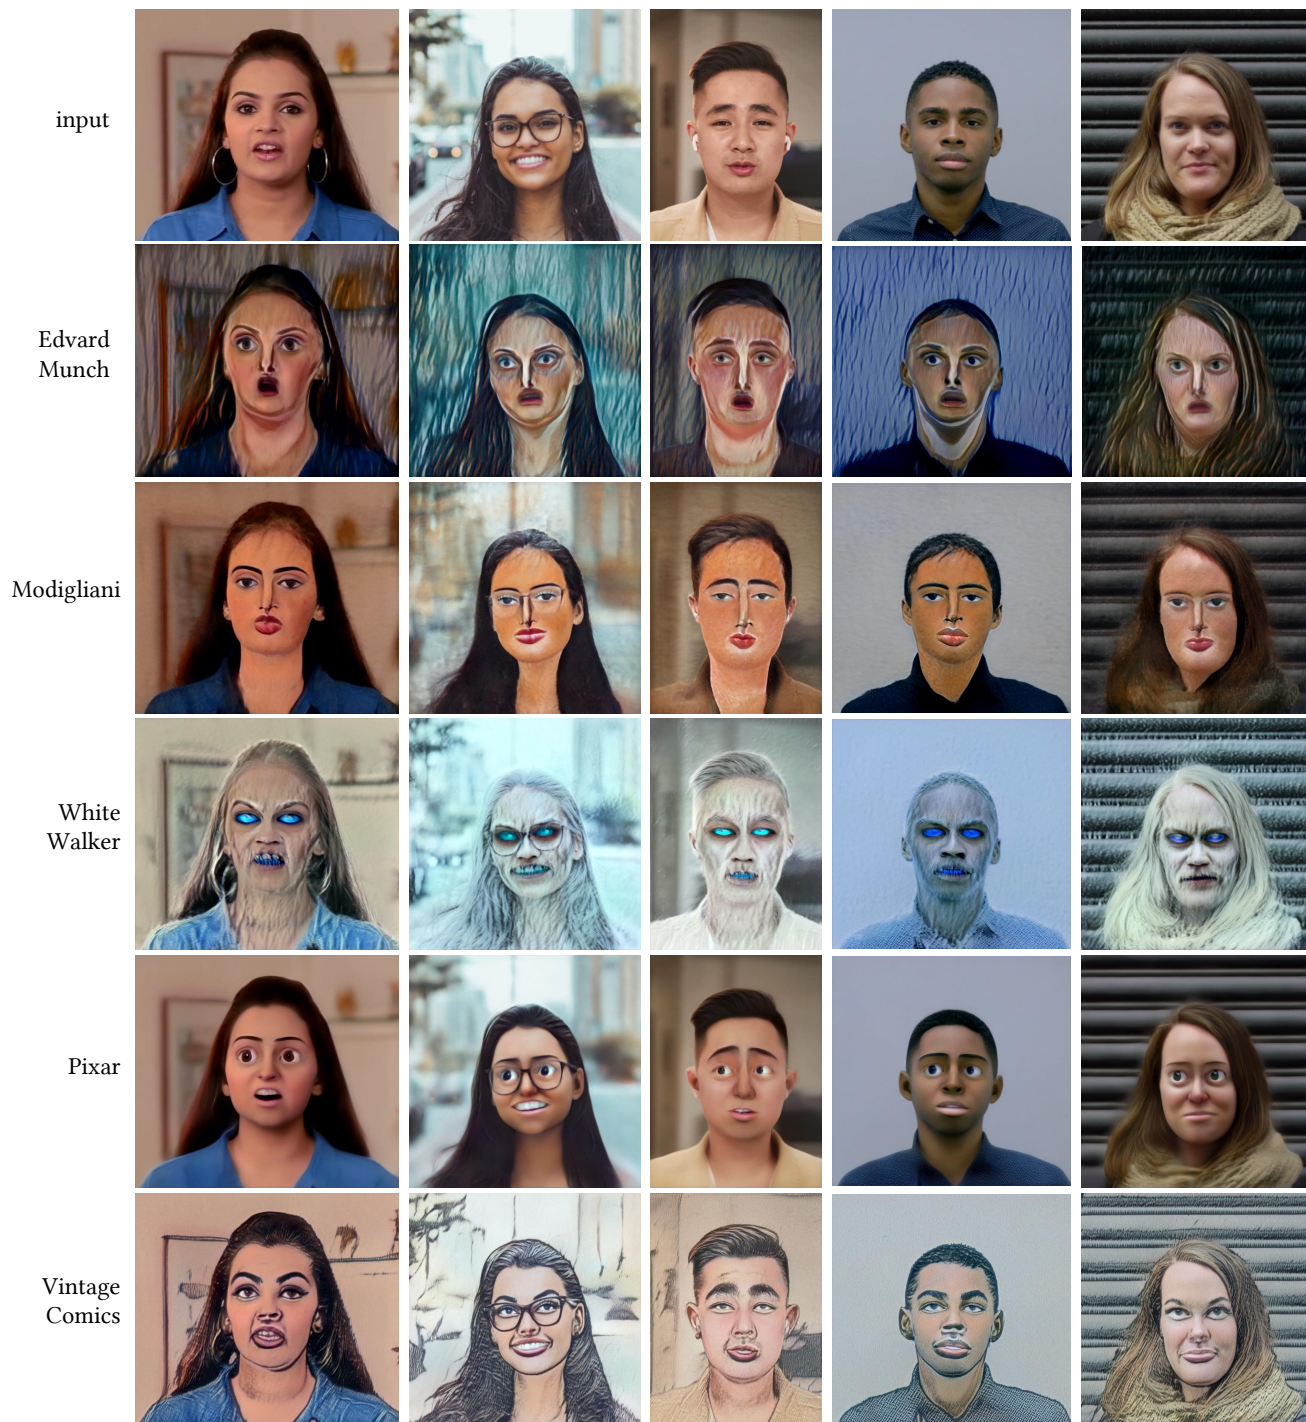 input
Edvard
Munch
Modigliani
White
Walker
Pixar
Vintage
Comics